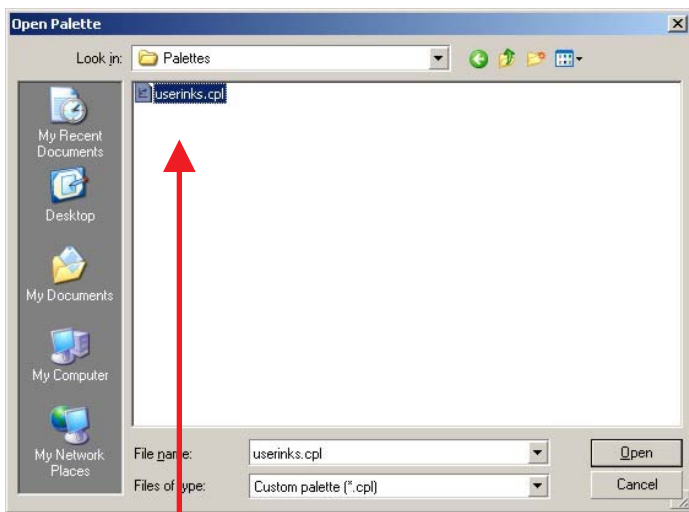 Open Palette
Look in:
Palettes
userinks.cpl
My Recent
Documents
Desktop
My Documents
My Computer
My Network
Places
File name:
userinks.cpl
Open
Files of type:
Custom palette (*.cpl)
Cancel